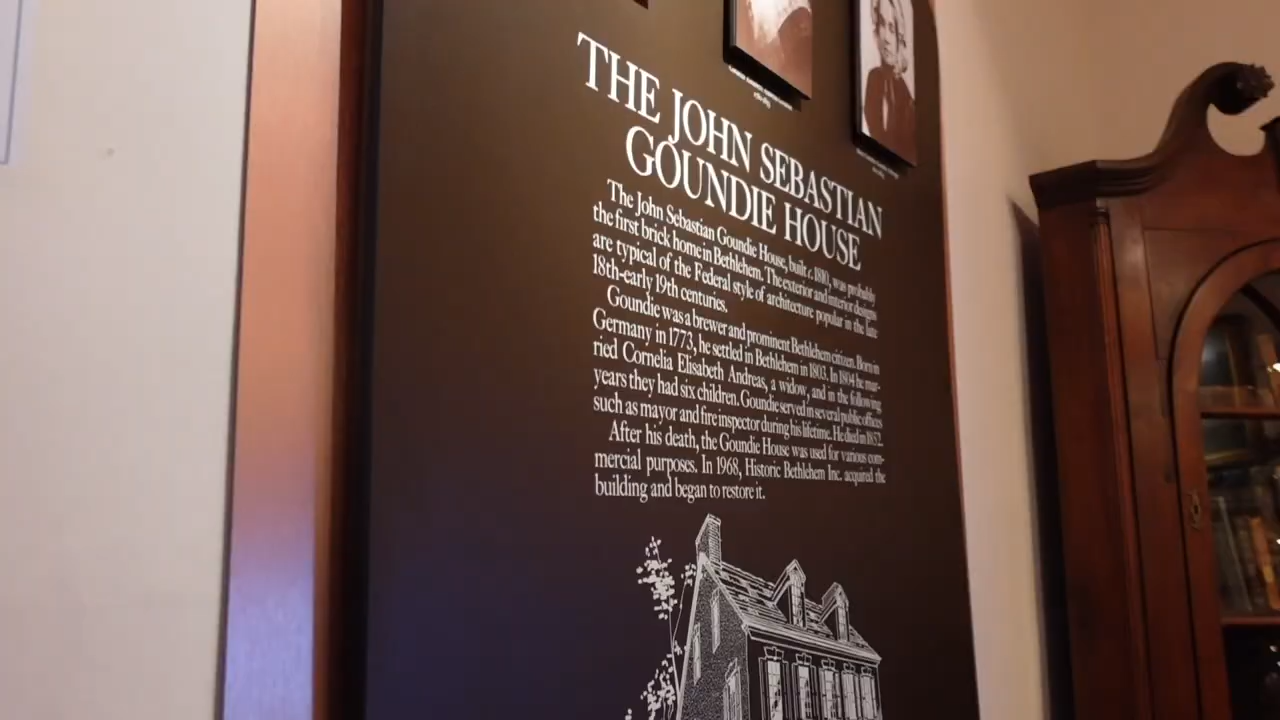 THE JOHN SEBASTIAN
GOUNDIE HOUSE
The John Sebastian Goundie House, built c. 1810, was probably
the first brick home in Bethlehem. The exterior and interior designs
are typical of the Federal style of architecture popular in the late
18th-early 19th centuries.
Goundie was a brewer and prominent Bethlehem citizen. Born in
Germany in 1773, he settled in Bethlehem in 1803. In 1804 he mar-
ried Cornelia Elisabeth Andreas, a widow, and in the following
years they had six children. Goundie served in several public offices
such as mayor and fire inspector during his lifetime. He died in 1852.
After his death, the Goundie House was used for various com-
mercial purposes. In 1968, Historic Bethlehem Inc. acquired the
building and began to restore it.